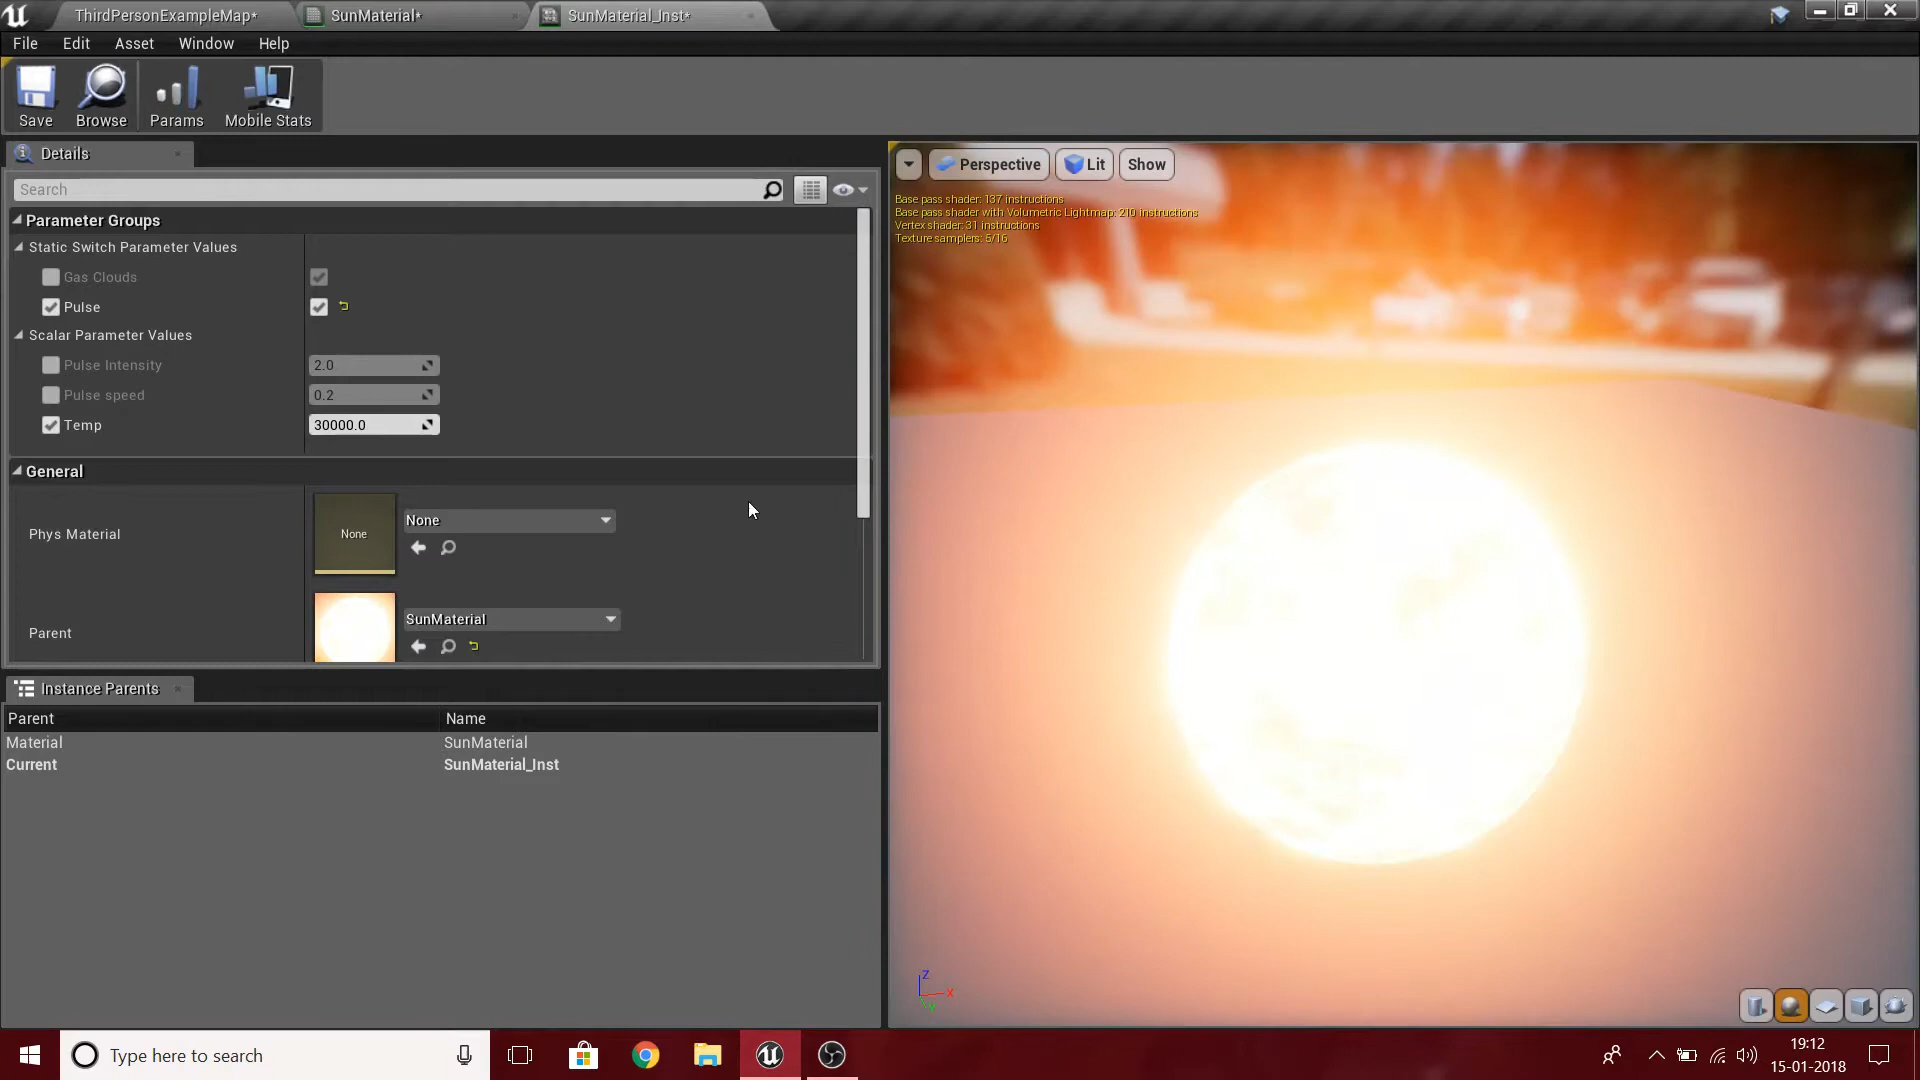 ThirdPersonExampleMap*
SunMaterial*
SunMaterial_Inst*
File Edit Asset Window Help
Save Browse Params Mobile Stats
Details
Search
Parameter Groups
Static Switch Parameter Values
Gas Clouds
Pulse
Scalar Parameter Values
Pulse Intensity 2.0
Pulse speed 0.2
Temp 30000.0
General
Phys Material None None
Parent SunMaterial
Instance Parents
Parent Name
Material SunMaterial
Current SunMaterial_Inst
Perspective Lit Show
Base pass shader: 137 instructions
Base pass shader with Volumetric Lightmap: 210 instructions
Vertex shader: 31 instructions
Texture samplers: 5/16
Z
X
Y
Type here to search
19:12
15-01-2018